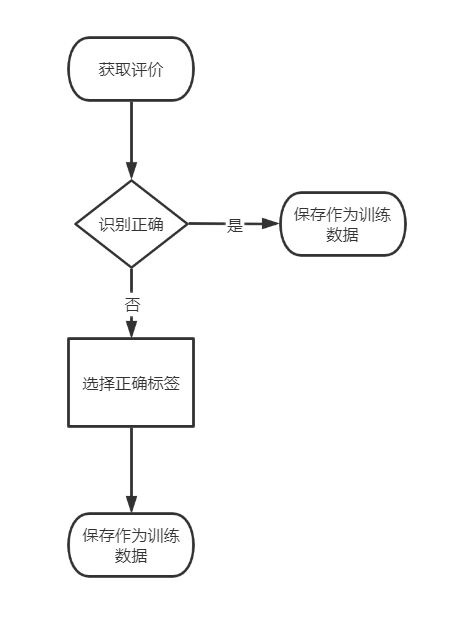 获取评价
识别正确
是
保存作为训练
数据
否
选择正确标签
保存作为训练
数据